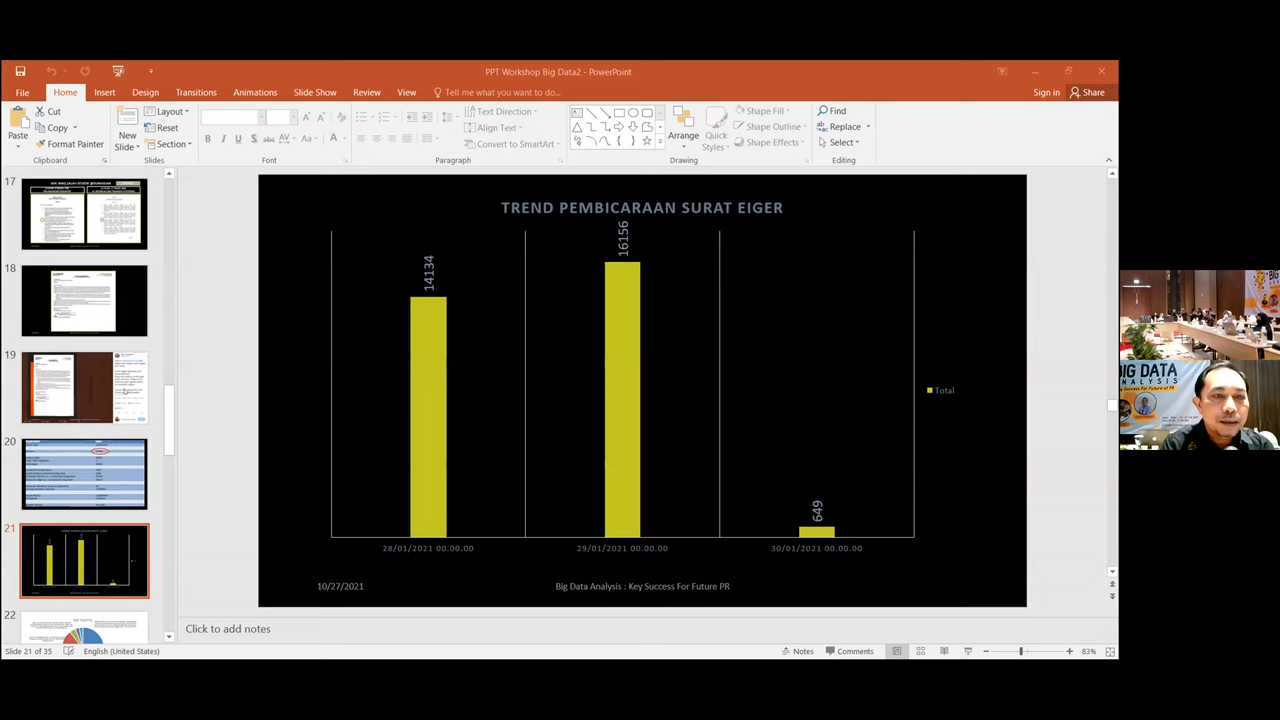 PPT Workshop Big Data2 - PowerPoint
File Home Insert Design Transitions Animations Slide Show Review View Tell me what you want to do... Sign in Share
Paste Cut Copy Format Painter Clipboard
New Slide Layout Reset Section Slides
B I U S abc AV Aa A Font
Text Direction Align Text Convert to SmartArt Paragraph
Arrange Quick Styles Shape Fill Shape Outline Shape Effects Drawing
Find Replace Select Editing
17
18
19
20
21
22
TREND PEMBICARAAN SURAT EIGER
14134
16156
649
Total
28/01/2021 00.00.00
29/01/2021 00.00.00
30/01/2021 00.00.00
10/27/2021
Big Data Analysis : Key Success For Future PR
Click to add notes
Slide 21 of 35 English (United States) Notes Comments 83%
BIG DATA
ANALYSIS